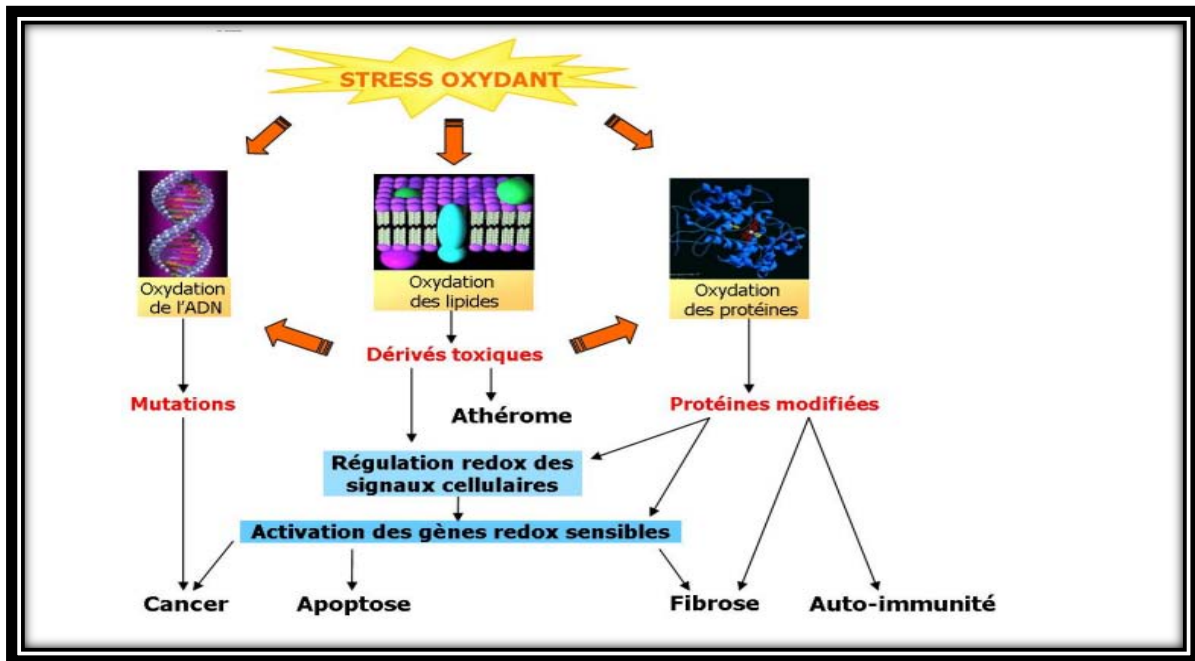 STRESS OXYDANT
Oxydation
de l'ADN
Oxydation
des lipides
Oxydation
des protéines
Dérivés toxiques
Mutations
Athérome
Protéines modifiées
Régulation redox des
signaux cellulaires
Activation des gènes redox sensibles
Cancer
Apoptose
Fibrose
Auto-immunité